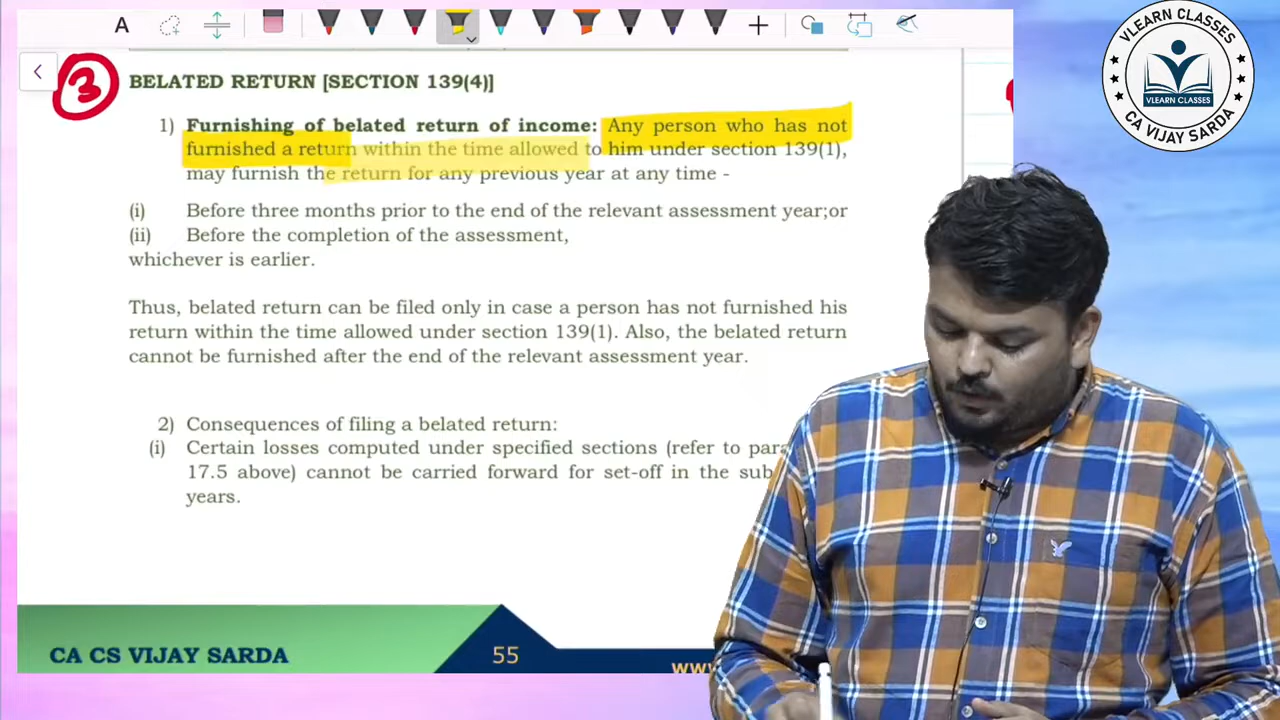 A
VLEARN CLASSES
VLEARN CLASSES
CA VIJAY SARDA
3
BELATED RETURN [SECTION 139(4)]
1) Furnishing of belated return of income: Any person who has not
furnished a return within the time allowed to him under section 139(1),
may furnish the return for any previous year at any time -
(i) Before three months prior to the end of the relevant assessment year;or
(ii) Before the completion of the assessment,
whichever is earlier.
Thus, belated return can be filed only in case a person has not furnished his
return within the time allowed under section 139(1). Also, the belated return
cannot be furnished after the end of the relevant assessment year.
2) Consequences of filing a belated return:
(i) Certain losses computed under specified sections (refer to
17.5 above) cannot be carried forward for set-off in the
years.
CA CS VIJAY SARDA
55